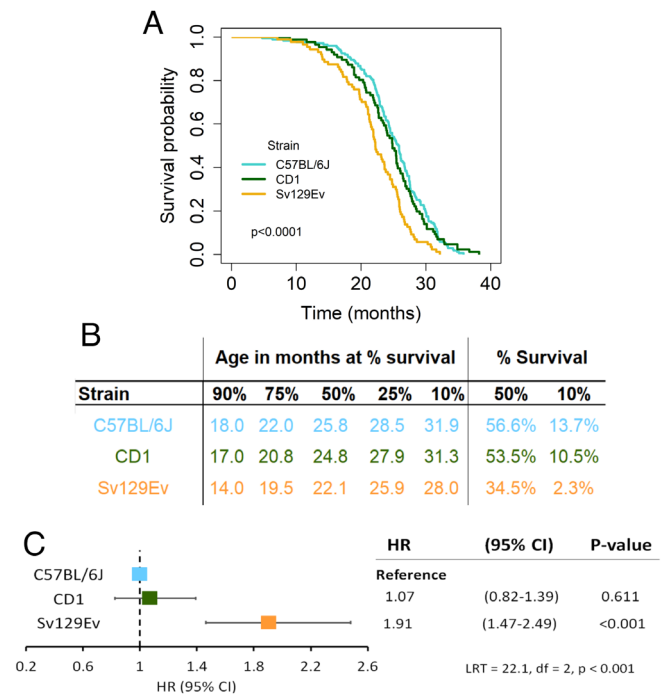 A
Survival probability
1.0
0.8
0.6
0.4
0.2
0.0
Strain
C57BL/6J
CD1
Sv129Ev
p<0.0001
0 10 20 30 40
Time (months)
B
Age in months at % survival % Survival
Strain 90% 75% 50% 25% 10% 50% 10%
C57BL/6J 18.0 22.0 25.8 28.5 31.9 56.6% 13.7%
CD1 17.0 20.8 24.8 27.9 31.3 53.5% 10.5%
Sv129Ev 14.0 19.5 22.1 25.9 28.0 34.5% 2.3%
C
HR (95% CI) P-value
C57BL/6J Reference
CD1 1.07 (0.82-1.39) 0.611
Sv129Ev 1.91 (1.47-2.49) <0.001
0.2 0.6 1 1.4 1.8 2.2 2.6
HR (95% CI)
LRT = 22.1, df = 2, p < 0.001